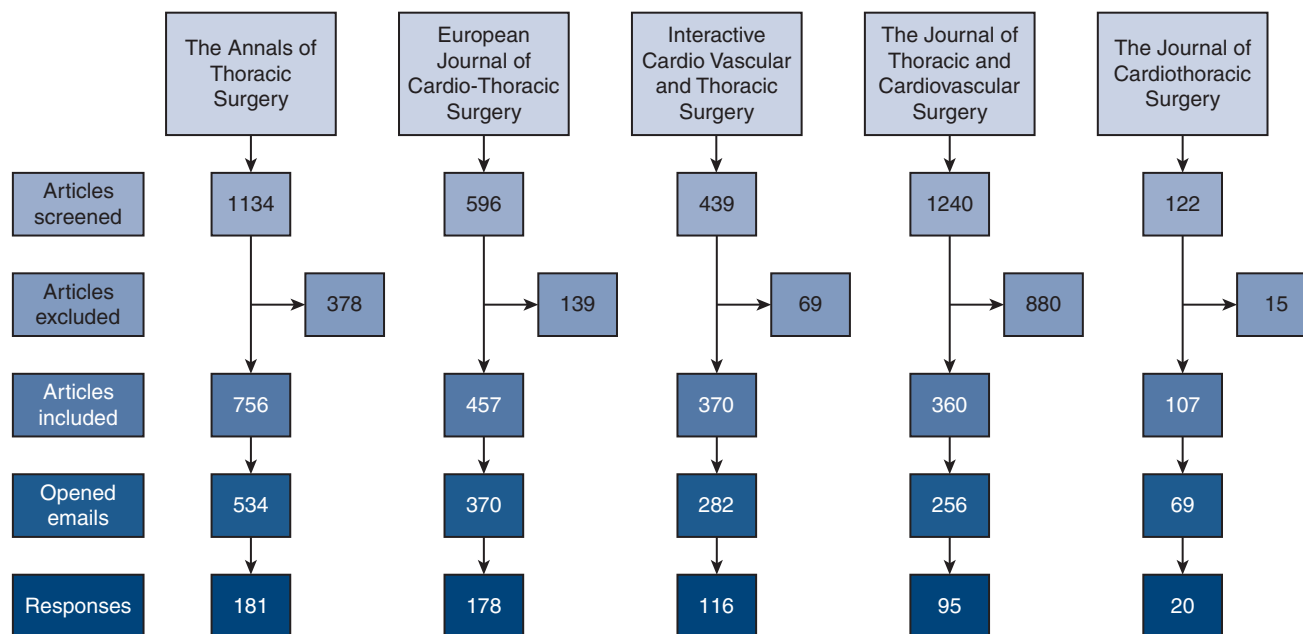 The Annals of
Thoracic
Surgery
European
Journal of
Cardio-Thoracic
Surgery
Interactive
Cardio Vascular
and Thoracic
Surgery
The Journal of
Thoracic and
Cardiovascular
Surgery
The Journal of
Cardiothoracic
Surgery
Articles
screened
1134
596
439
1240
122
Articles
excluded
378
139
69
880
15
Articles
included
756
457
370
360
107
Opened
emails
534
370
282
256
69
Responses
181
178
116
95
20